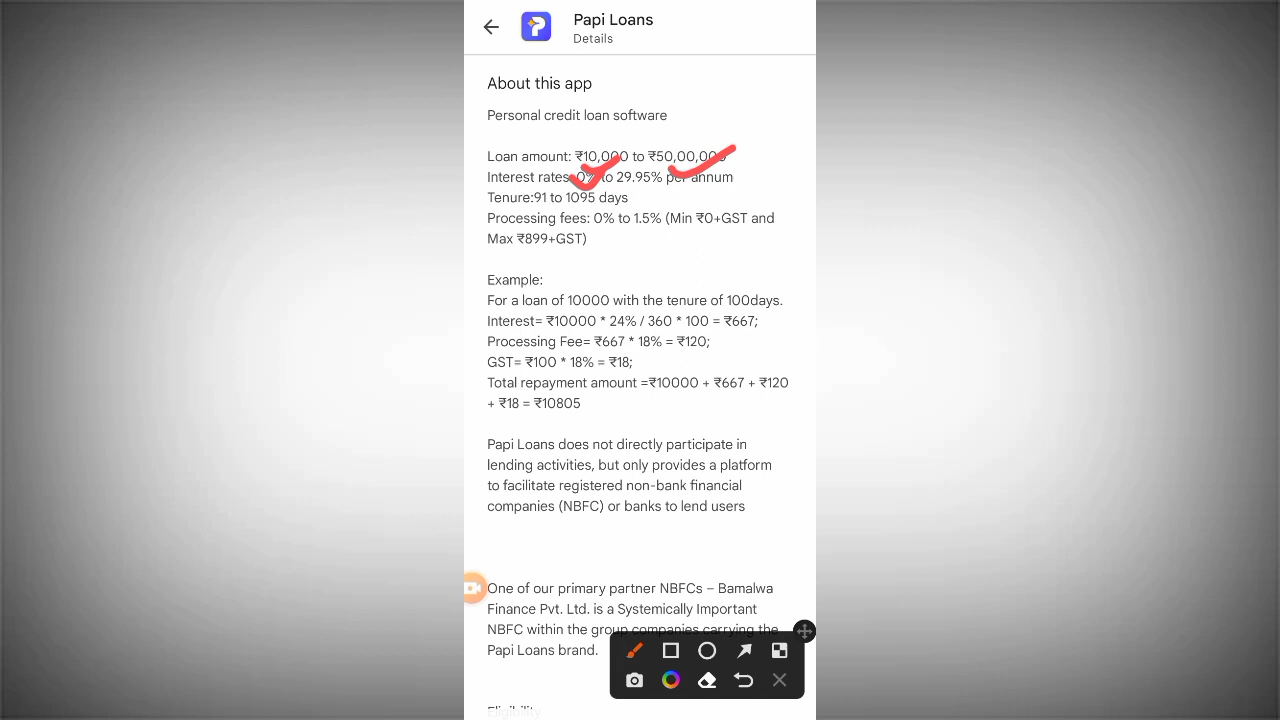 Papi Loans
Details
About this app
Personal credit loan software
Loan amount: ₹10,000 to ₹50,00,000
Interest rates: 0% to 29.95% per annum
Tenure:91 to 1095 days
Processing fees: 0% to 1.5% (Min ₹0+GST and
Max ₹899+GST)
Example:
For a loan of 10000 with the tenure of 100days.
Interest= ₹10000 * 24% / 360 * 100 = ₹667;
Processing Fee= ₹667 * 18% = ₹120;
GST= ₹100 * 18% = ₹18;
Total repayment amount =₹10000 + ₹667 + ₹120
+ ₹18 = ₹10805
Papi Loans does not directly participate in
lending activities, but only provides a platform
to facilitate registered non-bank financial
companies (NBFC) or banks to lend users
One of our primary partner NBFCs – Bamalwa
Finance Pvt. Ltd. is a Systemically Important
NBFC within the group companies carrying the
Papi Loans brand.
Eligibility